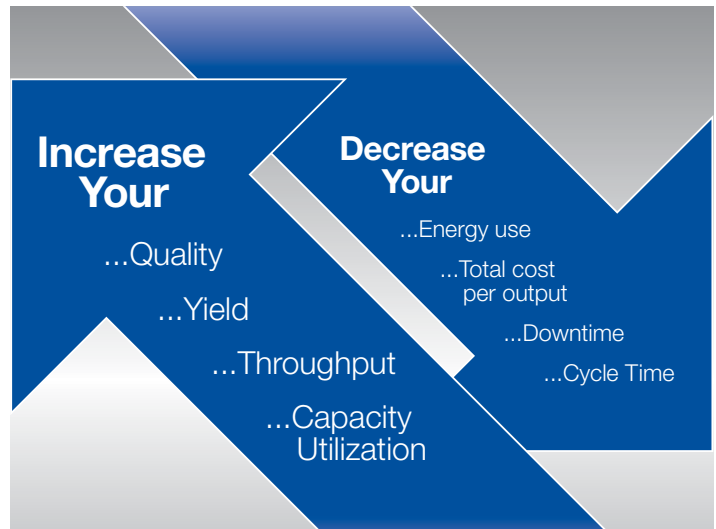 Increase
Your
...Quality
...Yield
...Throughput
...Capacity
Utilization
Decrease
Your
...Energy use
...Total cost
per output
...Downtime
...Cycle Time